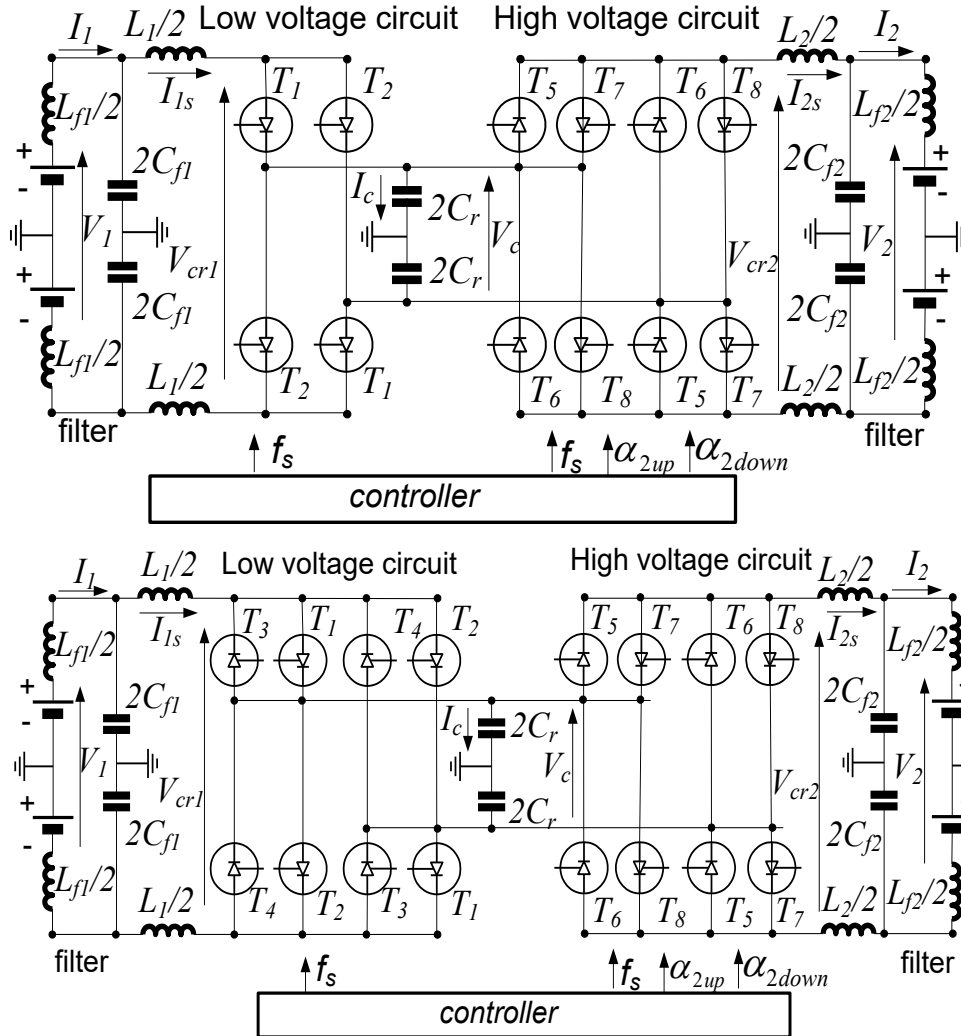 Low voltage circuit
High voltage circuit
I1
L1/2
L2/2
I2
I1s
T1
T2
T5
T7
T6
T8
I2s
Lf1/2
Lf2/2
+
-
2Cf1
Ic
2Cr
2Cf2
+
-
V1
Vcr1
Vc
Vcr2
V2
+
-
2Cf1
2Cr
2Cf2
+
-
Lf1/2
L1/2
T2
T1
T6
T8
T5
T7
L2/2
Lf2/2
filter
filter
fs
fs
α2up
α2down
controller
Low voltage circuit
High voltage circuit
I1
L1/2
L2/2
I2
I1s
T3
T1
T4
T2
T5
T7
T6
T8
I2s
Lf1/2
Lf2/2
+
-
2Cf1
Ic
2Cr
2Cf2
V1
Vcr1
Vc
Vcr2
V2
+
-
2Cf1
2Cr
2Cf2
Lf1/2
L1/2
T4
T2
T3
T1
T6
T8
T5
T7
L2/2
Lf2/2
filter
filter
fs
fs
α2up
α2down
controller